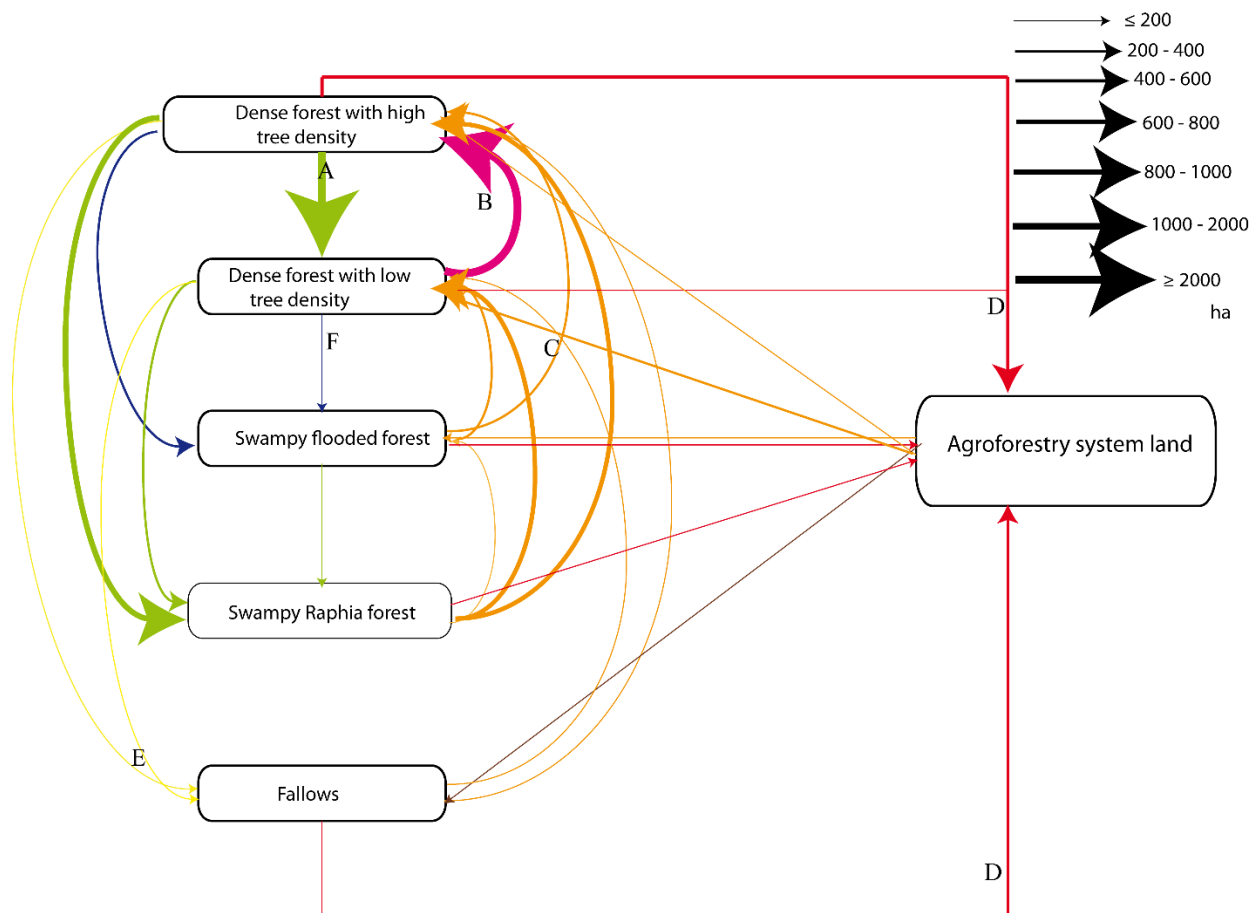 ≤ 200
200 - 400
400 - 600
600 - 800
800 - 1000
1000 - 2000
≥ 2000
ha
Dense forest with high
tree density
A
B
Dense forest with low
tree density
D
F
C
Swampy flooded forest
Agroforestry system land
Swampy Raphia forest
E
Fallows
D